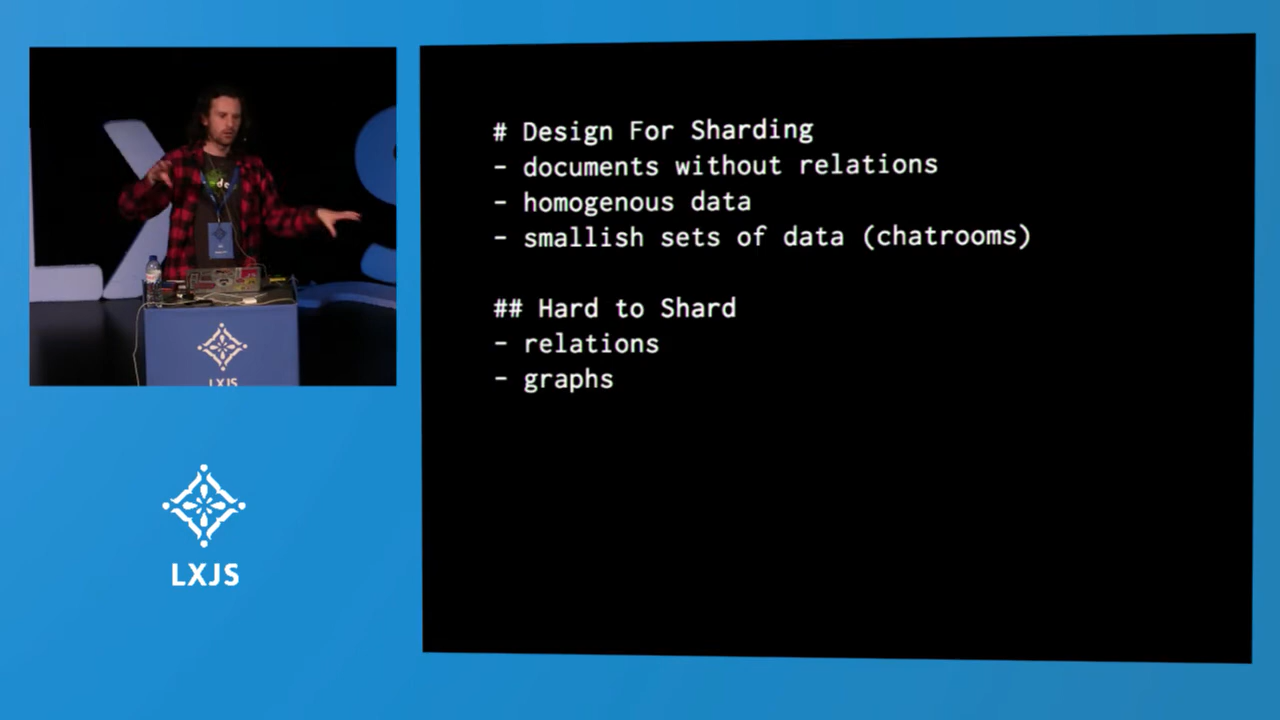 # Design For Sharding
- documents without relations
- homogenous data
- smallish sets of data (chatrooms)
## Hard to Shard
- relations
- graphs
de
LXJS
LXJS